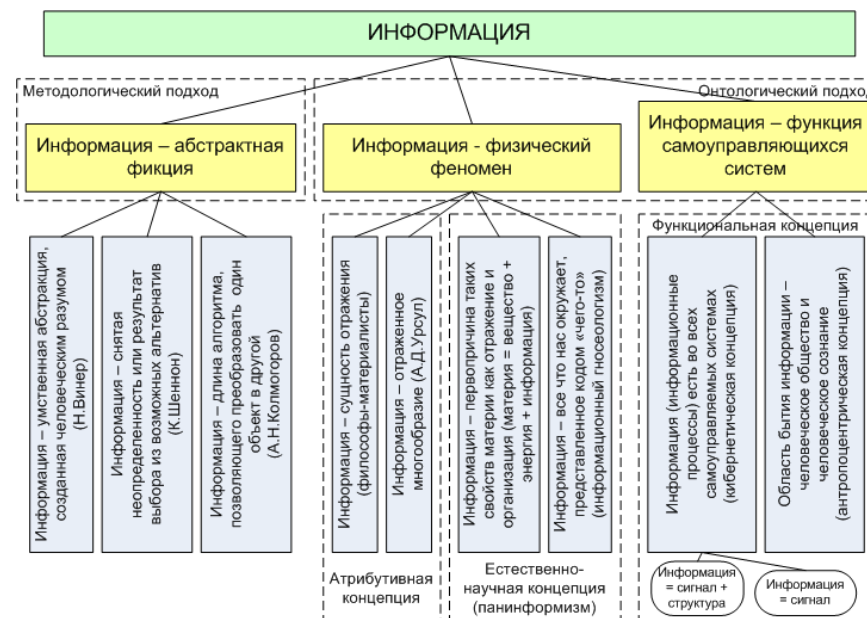 ИНФОРМАЦИЯ
Методологический подход
Онтологический подход
Информация – абстрактная
фикция
Информация - физический
феномен
Информация – функция
самоуправляющихся
систем
Функциональная концепция
Информация – умственная абстракция,
созданная человеческим разумом
(Н.Винер)
Информация – снятая
неопределенность или результат
выбора из возможных альтернатив
(К.Шеннон)
Информация – длина алгоритма,
позволяющего преобразовать один
объект в другой
(А.Н.Колмогоров)
Информация – сущность отражения
(философы-материалисты)
Информация – отраженное
многообразие (А.Д.Урсул)
Информация – первопричина таких
свойств материи как отражение и
организация (материя = вещество +
энергия + информация)
Информация – все что нас окружает,
представленное кодом «чего-то»
(информационный гносеологизм)
Информация (информационные
процессы) есть во всех
самоуправляемых системах
(кибернетическая концепция)
Область бытия информации –
человеческое общество и
человеческое сознание
(антропоцентрическая концепция)
Атрибутивная
концепция
Естественно-
научная концепция
(панинформизм)
Информация
= сигнал +
структура
Информация
= сигнал